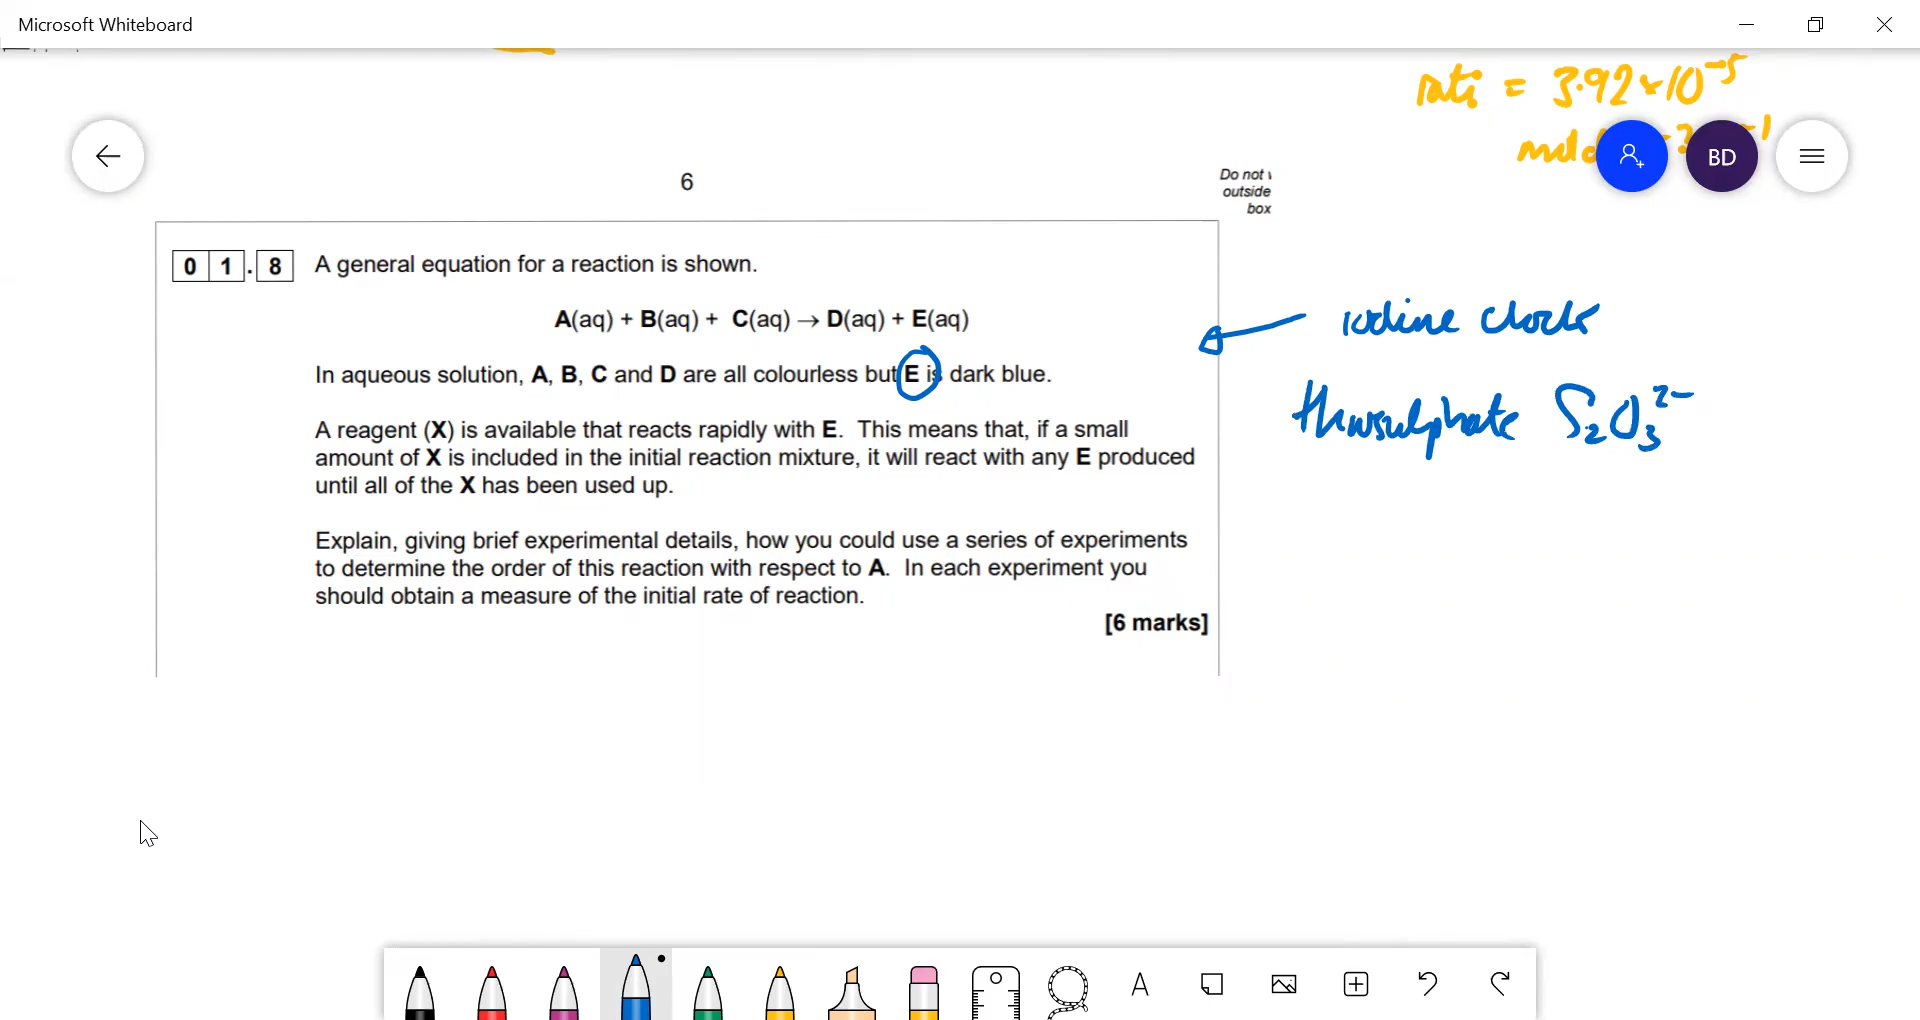 Microsoft Whiteboard
rate = 3.92×10⁻⁵
BD
6
Do not
outside
box
0 1 . 8 A general equation for a reaction is shown.
A(aq) + B(aq) + C(aq) → D(aq) + E(aq)
iodine clock
In aqueous solution, A, B, C and D are all colourless but E is dark blue.
thiosulphate S₂O₃²⁻
A reagent (X) is available that reacts rapidly with E. This means that, if a small
amount of X is included in the initial reaction mixture, it will react with any E produced
until all of the X has been used up.
Explain, giving brief experimental details, how you could use a series of experiments
to determine the order of this reaction with respect to A. In each experiment you
should obtain a measure of the initial rate of reaction.
[6 marks]
A